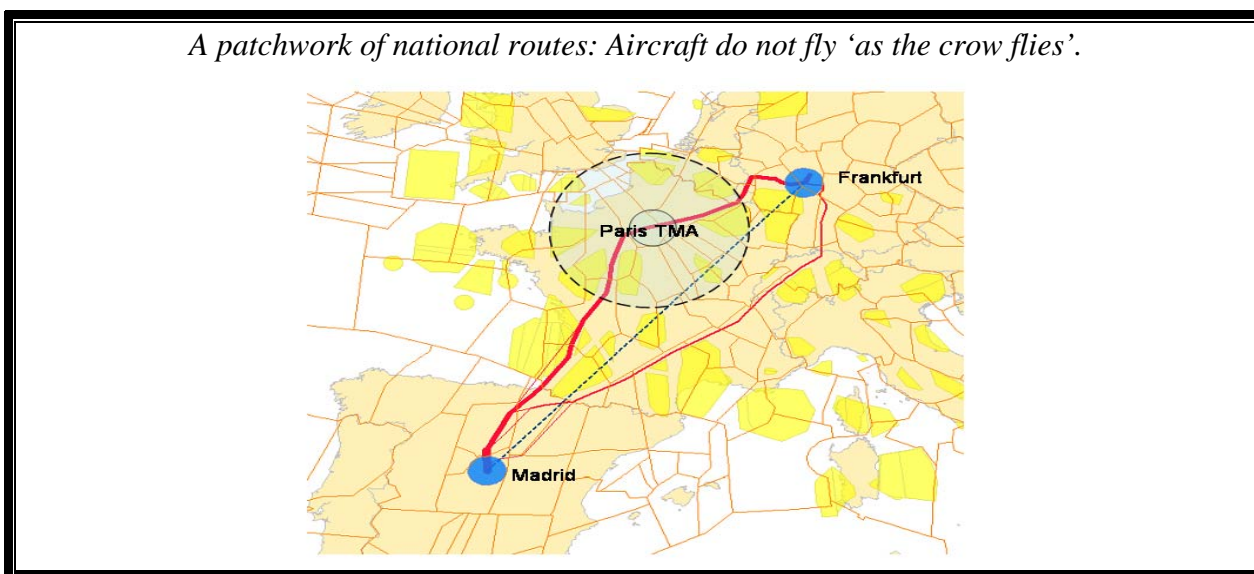 A patchwork of national routes: Aircraft do not fly ‘as the crow flies’.
Frankfurt
Paris TMA
Madrid